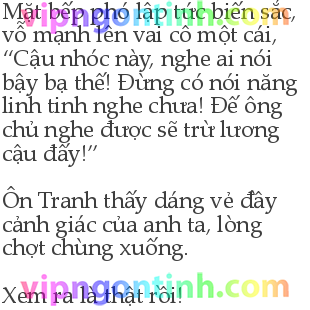 Mặt bếp phó lập tức biến sắc,
vỗ mạnh lên vai cô một cái,
“Cậu nhóc này, nghe ai nói
bậy bạ thế! Đừng có nói năng
linh tinh nghe chưa! Để ông
chủ nghe được sẽ trừ lương
cậu đấy!”
Ôn Tranh thấy dáng vẻ đầy
cảnh giác của anh ta, lòng
chợt chùng xuống.
vipngontinh.com
Xem ra là thật rồi!
vipngontinh.com